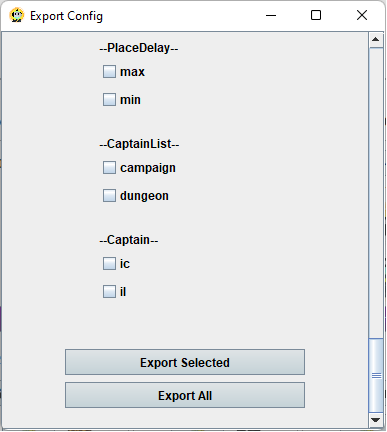 Export Config
--PlaceDelay--
max
min
--CaptainList--
campaign
dungeon
--Captain--
ic
il
Export Selected
Export All